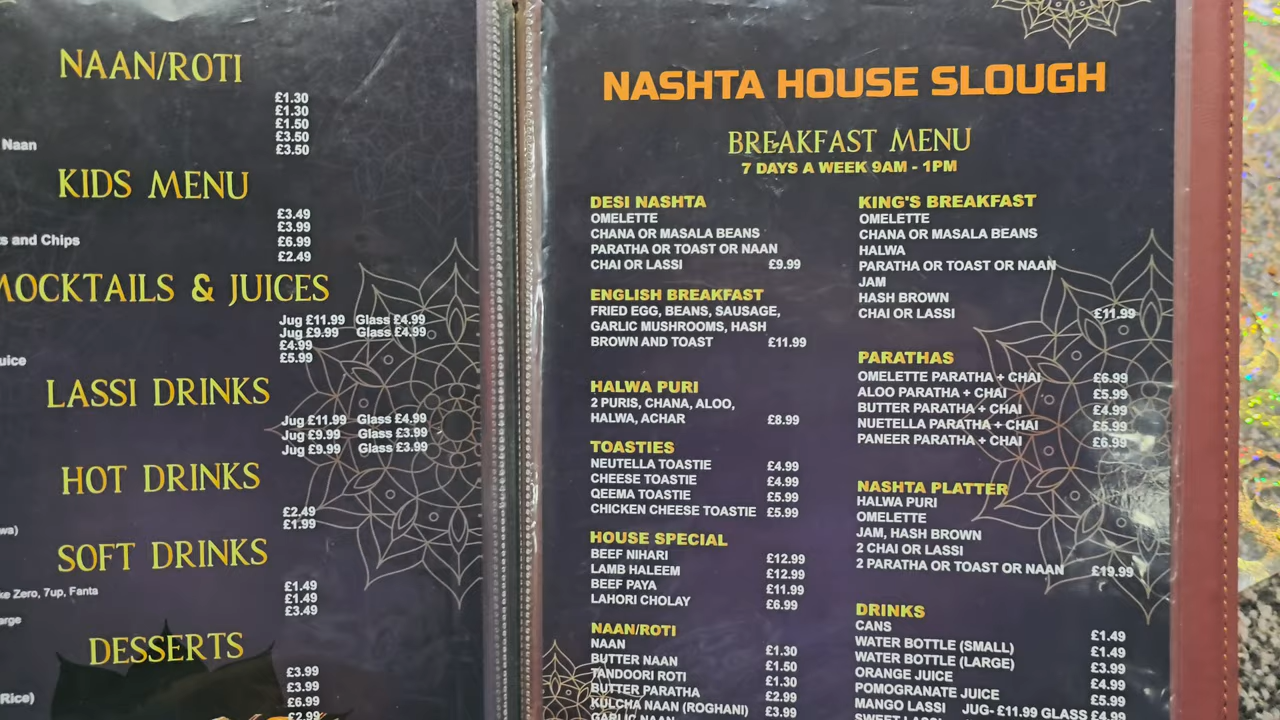 NAAN/ROTI
£1.30
£1.30
£1.50
Naan £3.50
£3.50
KIDS MENU
£3.49
£3.99
and Chips £6.99
£2.49
MOCKTAILS & JUICES
Jug £11.99 Glass £4.99
Jug £9.99 Glass £4.99
£4.99
£5.99
LASSI DRINKS
Jug £11.99 Glass £4.99
Jug £9.99 Glass £3.99
Jug £9.99 Glass £3.99
HOT DRINKS
£2.49
£1.99
SOFT DRINKS
Zero, 7up, Fanta £1.49
£1.49
£3.49
DESSERTS
£3.99
£3.99
Rice) £6.99
£2.99
NASHTA HOUSE SLOUGH
BREAKFAST MENU
7 DAYS A WEEK 9AM - 1PM
DESI NASHTA
OMELETTE
CHANA OR MASALA BEANS
PARATHA OR TOAST OR NAAN
CHAI OR LASSI £9.99
ENGLISH BREAKFAST
FRIED EGG, BEANS, SAUSAGE,
GARLIC MUSHROOMS, HASH
BROWN AND TOAST £11.99
HALWA PURI
2 PURIS, CHANA, ALOO,
HALWA, ACHAR £8.99
TOASTIES
NEUTELLA TOASTIE £4.99
CHEESE TOASTIE £4.99
QEEMA TOASTIE £5.99
CHICKEN CHEESE TOASTIE £5.99
HOUSE SPECIAL
BEEF NIHARI £12.99
LAMB HALEEM £12.99
BEEF PAYA £11.99
LAHORI CHOLAY £6.99
NAAN/ROTI
NAAN £1.30
BUTTER NAAN £1.50
TANDOORI ROTI £1.30
BUTTER PARATHA £2.99
KULCHA NAAN (ROGHANI) £3.99
GARLIC NAAN
KING'S BREAKFAST
OMELETTE
CHANA OR MASALA BEANS
HALWA
PARATHA OR TOAST OR NAAN
JAM
HASH BROWN
CHAI OR LASSI £11.99
PARATHAS
OMELETTE PARATHA + CHAI £6.99
ALOO PARATHA + CHAI £5.99
BUTTER PARATHA + CHAI £4.99
NUETELLA PARATHA + CHAI £5.99
PANEER PARATHA + CHAI £6.99
NASHTA PLATTER
HALWA PURI
OMELETTE
JAM, HASH BROWN
2 CHAI OR LASSI
2 PARATHA OR TOAST OR NAAN £19.99
DRINKS
CANS £1.49
WATER BOTTLE (SMALL) £1.49
WATER BOTTLE (LARGE) £3.99
ORANGE JUICE £4.99
POMOGRANATE JUICE £5.99
MANGO LASSI JUG- £11.99 GLASS £4.99